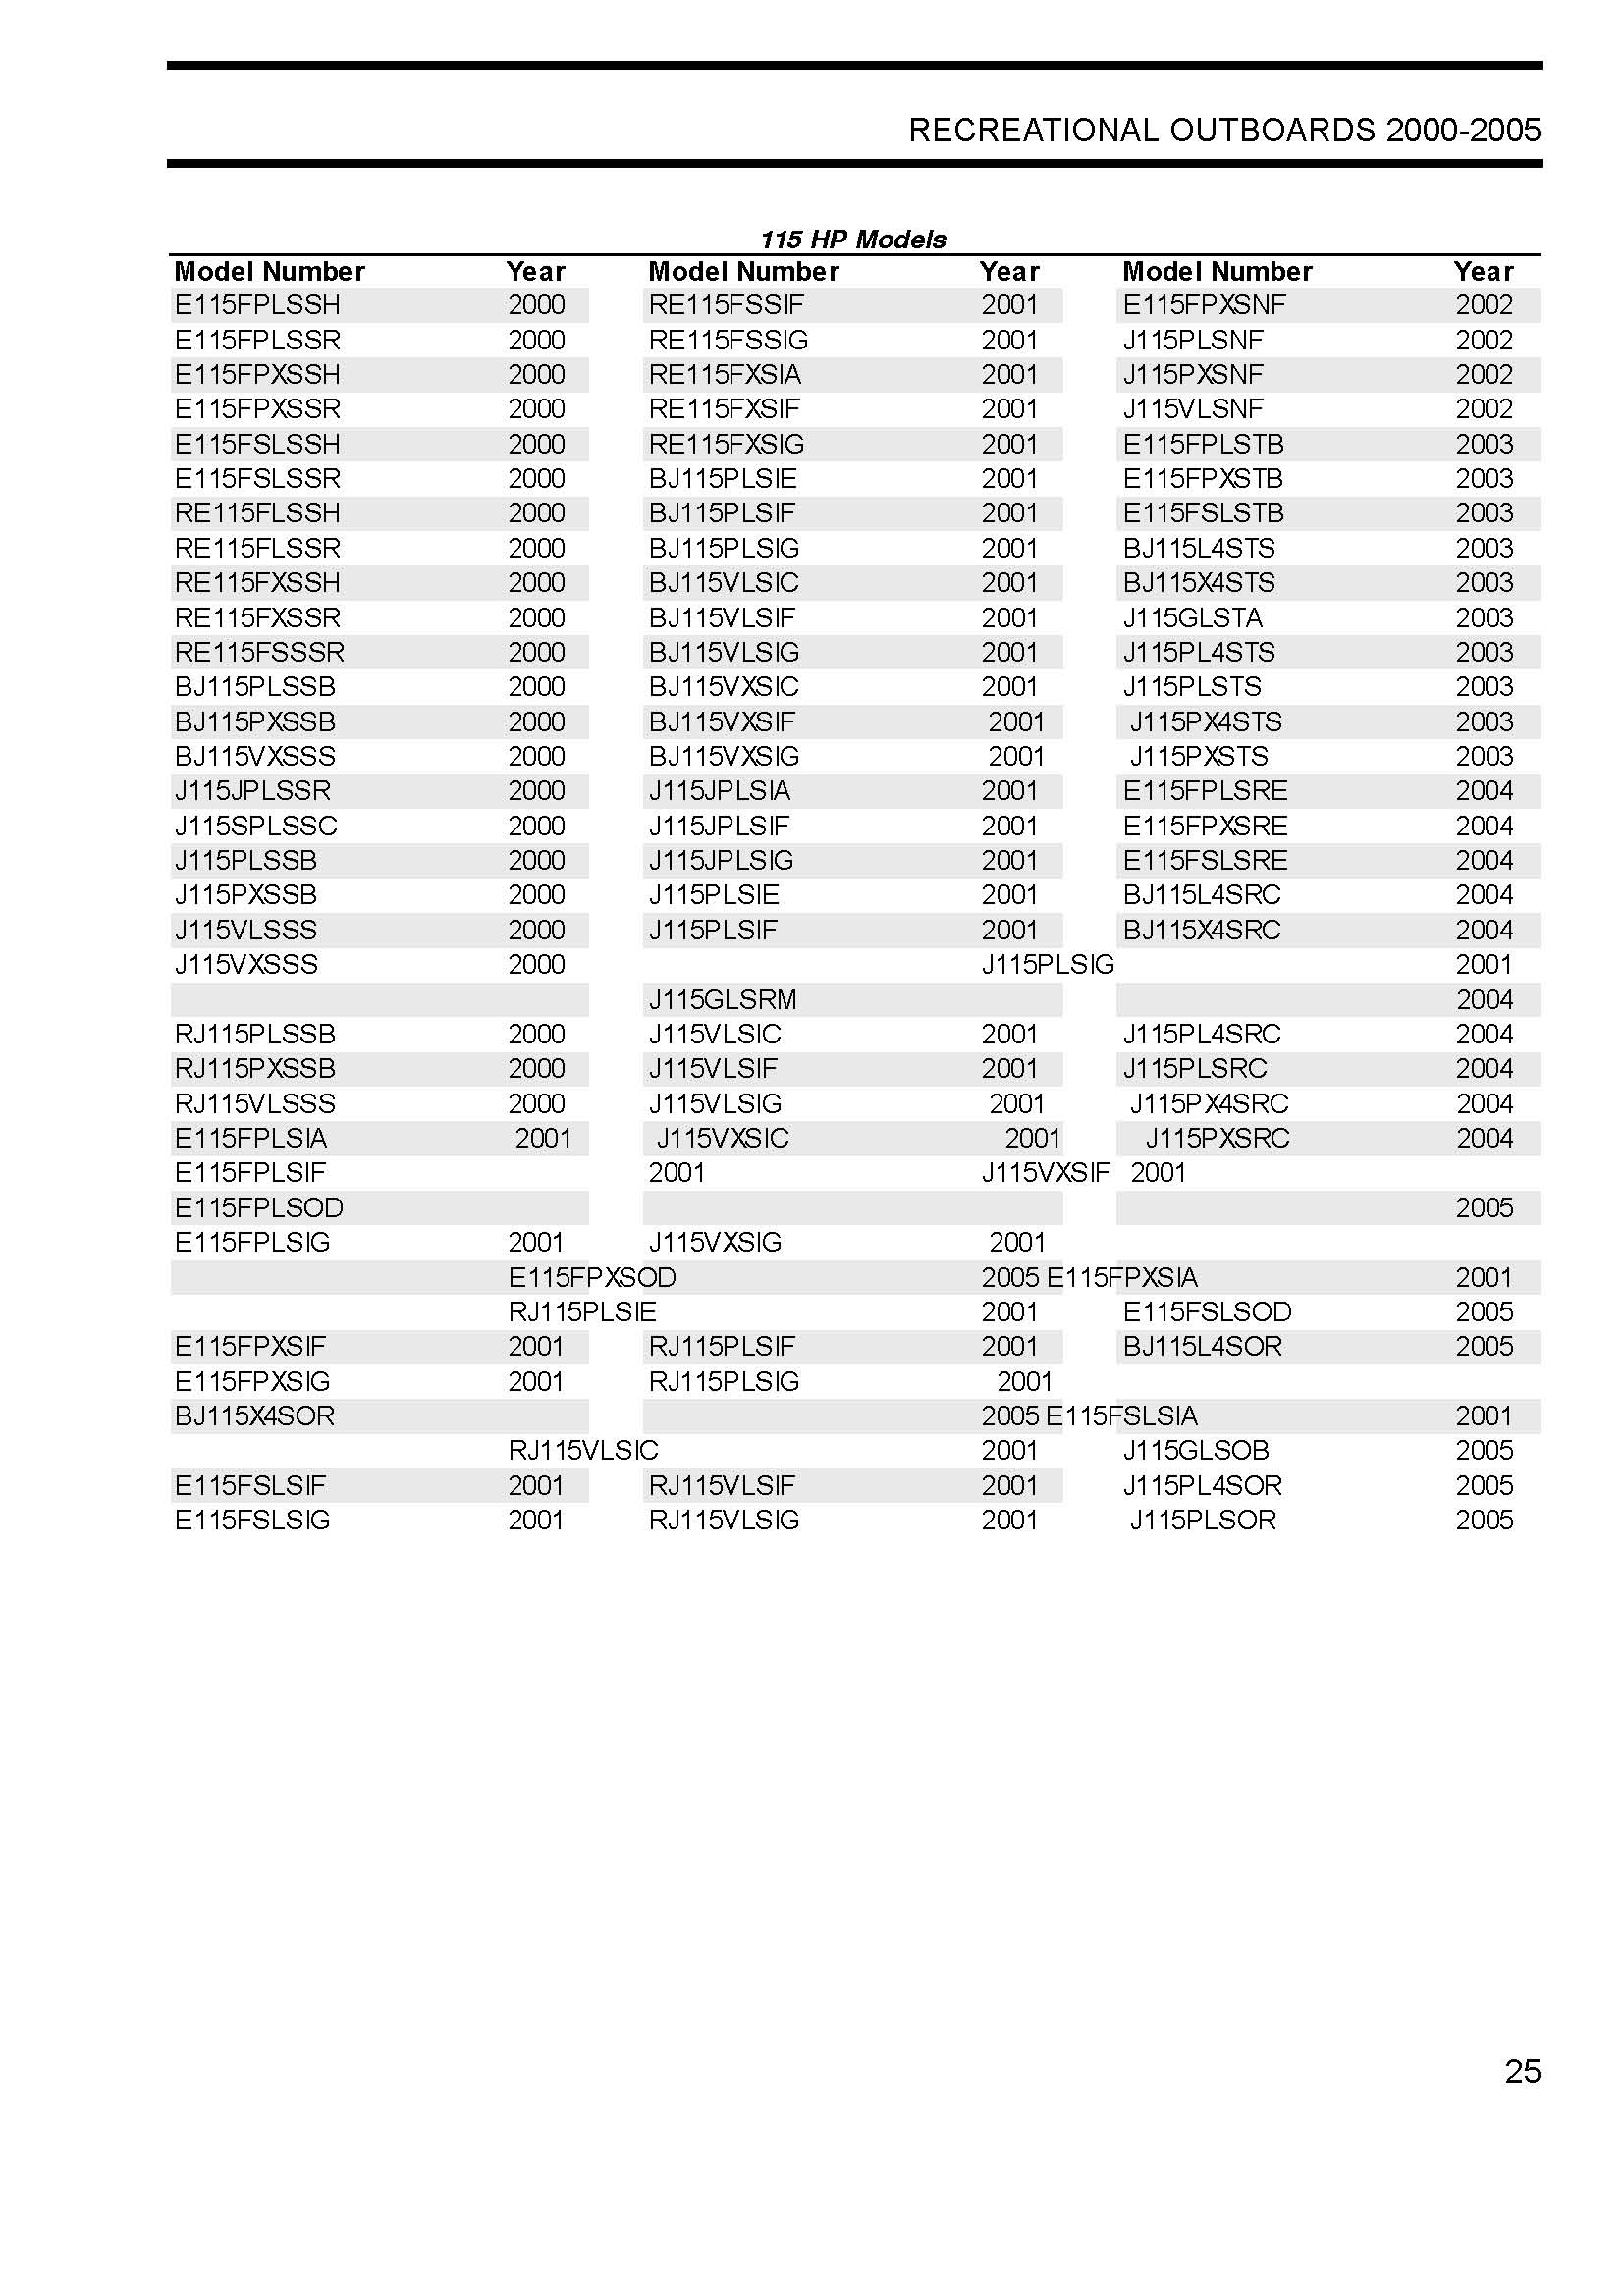 RECREATIONAL OUTBOARDS 2000-2005
115 HP Models
Model Number Year Model Number Year Model Number Year
E115FPLSSH 2000 RE115FSSIF 2001 E115FPXSNF 2002
E115FPLSSR 2000 RE115FSSIG 2001 J115PLSNF 2002
E115FPXSSH 2000 RE115FXSIA 2001 J115PXSNF 2002
E115FPXSSR 2000 RE115FXSIF 2001 J115VLSNF 2002
E115FSLSSH 2000 RE115FXSIG 2001 E115FPLSTB 2003
E115FSLSSR 2000 BJ115PLSIE 2001 E115FPXSTB 2003
RE115FLSSH 2000 BJ115PLSIF 2001 E115FSLSTB 2003
RE115FLSSR 2000 BJ115PLSIG 2001 BJ115L4STS 2003
RE115FXSSH 2000 BJ115VLSIC 2001 BJ115X4STS 2003
RE115FXSSR 2000 BJ115VLSIF 2001 J115GLSTA 2003
RE115FSSSR 2000 BJ115VLSIG 2001 J115PL4STS 2003
BJ115PLSSB 2000 BJ115VXSIC 2001 J115PLSTS 2003
BJ115PXSSB 2000 BJ115VXSIF 2001 J115PX4STS 2003
BJ115VXSSS 2000 BJ115VXSIG 2001 J115PXSTS 2003
J115JPLSSR 2000 J115JPLSIA 2001 E115FPLSRE 2004
J115SPLSSC 2000 J115JPLSIF 2001 E115FPXSRE 2004
J115PLSSB 2000 J115JPLSIG 2001 E115FSLSRE 2004
J115PXSSB 2000 J115PLSIE 2001 BJ115L4SRC 2004
J115VLSSS 2000 J115PLSIF 2001 BJ115X4SRC 2004
J115VXSSS 2000 J115PLSIG 2001
J115GLSRM 2004
RJ115PLSSB 2000 J115VLSIC 2001 J115PL4SRC 2004
RJ115PXSSB 2000 J115VLSIF 2001 J115PLSRC 2004
RJ115VLSSS 2000 J115VLSIG 2001 J115PX4SRC 2004
E115FPLSIA 2001 J115VXSIC 2001 J115PXSRC 2004
E115FPLSIF 2001 J115VXSIF 2001
E115FPLSOD 2005
E115FPLSIG 2001 J115VXSIG 2001
E115FPXSOD 2005 E115FPXSIA 2001
RJ115PLSIE 2001 E115FSLSOD 2005
E115FPXSIF 2001 RJ115PLSIF 2001 BJ115L4SOR 2005
E115FPXSIG 2001 RJ115PLSIG 2001
BJ115X4SOR 2005 E115FSLSIA 2001
RJ115VLSIC 2001 J115GLSOB 2005
E115FSLSIF 2001 RJ115VLSIF 2001 J115PL4SOR 2005
E115FSLSIG 2001 RJ115VLSIG 2001 J115PLSOR 2005
25